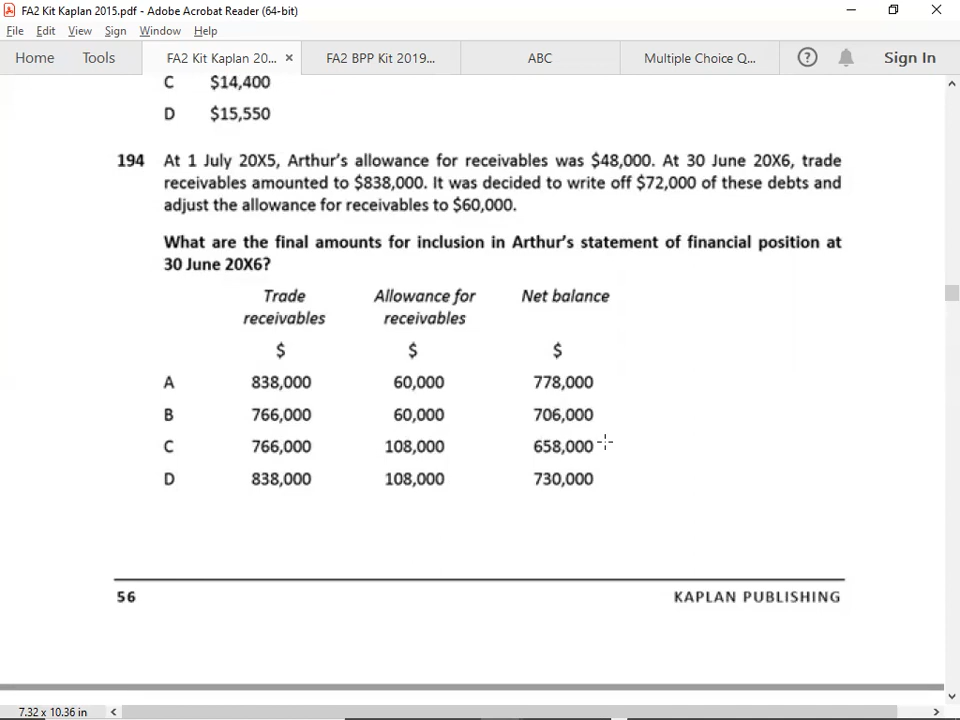 FA2 Kit Kaplan 2015.pdf - Adobe Acrobat Reader (64-bit)
File Edit View Sign Window Help
Home Tools FA2 Kit Kaplan 20... × FA2 BPP Kit 2019... ABC Multiple Choice Q... Sign In
C $14,400
D $15,550
194 At 1 July 20X5, Arthur's allowance for receivables was $48,000. At 30 June 20X6, trade
receivables amounted to $838,000. It was decided to write off $72,000 of these debts and
adjust the allowance for receivables to $60,000.
What are the final amounts for inclusion in Arthur's statement of financial position at
30 June 20X6?
Trade Allowance for Net balance
receivables receivables
$ $ $
A 838,000 60,000 778,000
B 766,000 60,000 706,000
C 766,000 108,000 658,000
D 838,000 108,000 730,000
56 KAPLAN PUBLISHING
7.32 x 10.36 in